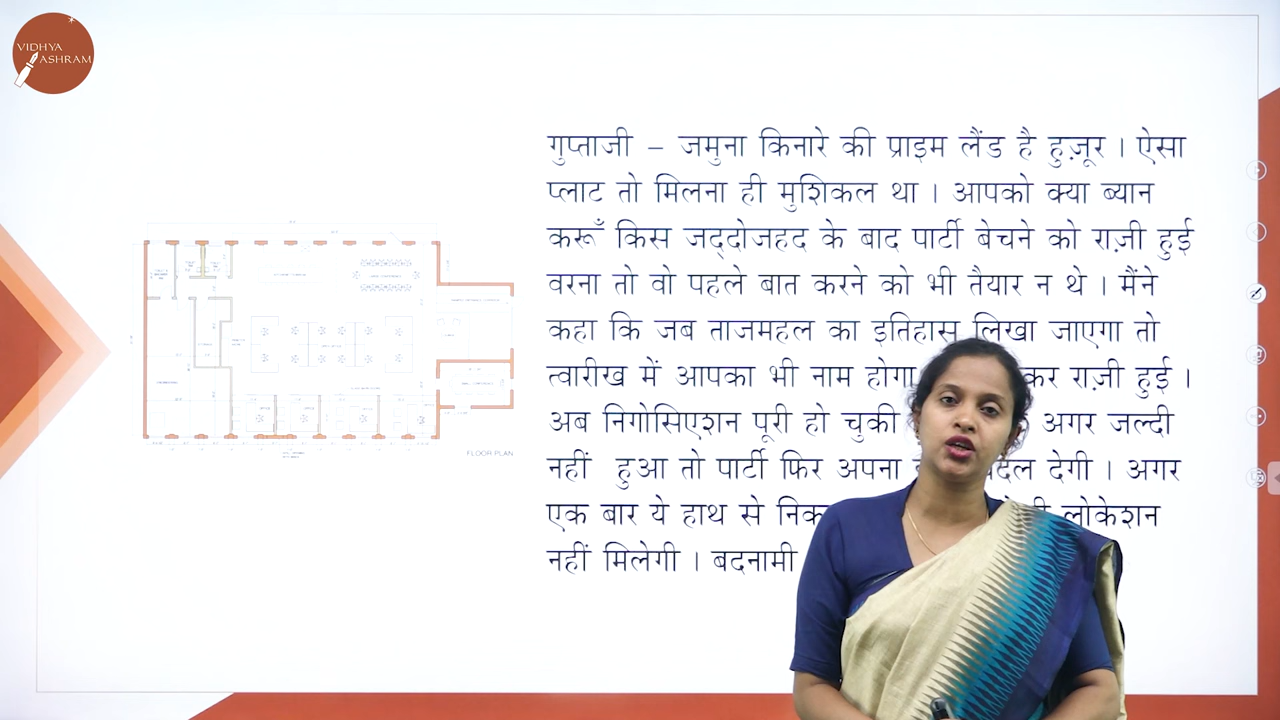 VIDHYA
ASHRAM
गुप्ताजी – जमुना किनारे की प्राइम लैंड है हुज़ूर । ऐसा
प्लाट तो मिलना ही मुशिकल था । आपको क्या ब्यान
करूँ किस जद्दोजहद के बाद पार्टी बेचने को राज़ी हुई
वरना तो वो पहले बात करने को भी तैयार न थे । मैंने
कहा कि जब ताजमहल का इतिहास लिखा जाएगा तो
त्वारीख में आपका भी नाम होगा कर राज़ी हुई ।
अब निगोसिएशन पूरी हो चुकी अगर जल्दी
नहीं हुआ तो पार्टी फिर अपना देगी । अगर
एक बार ये हाथ से लोकेशन
नहीं मिलेगी । बदनामी
FLOOR PLAN